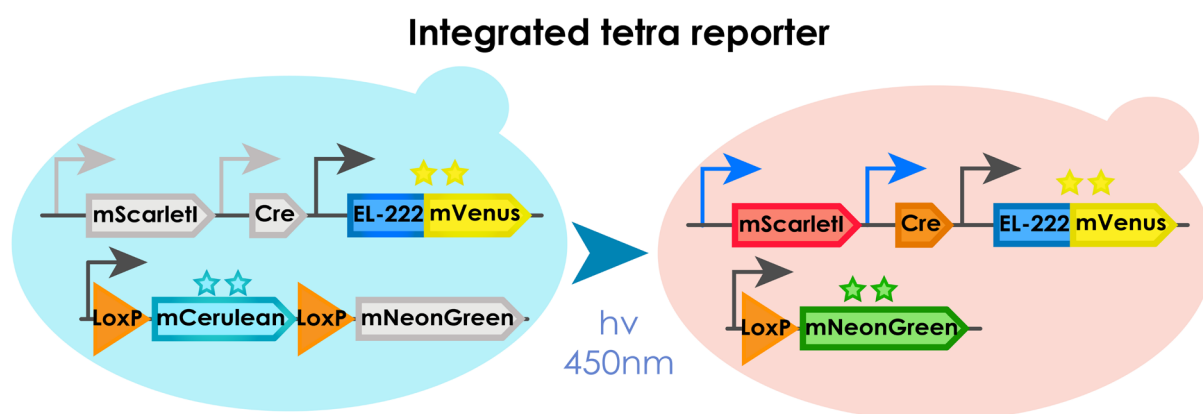 Integrated tetra reporter
mScarletI Cre EL-222 mVenus
LoxP mCerulean LoxP mNeonGreen
hv
450nm
mScarletI Cre EL-222 mVenus
LoxP mNeonGreen